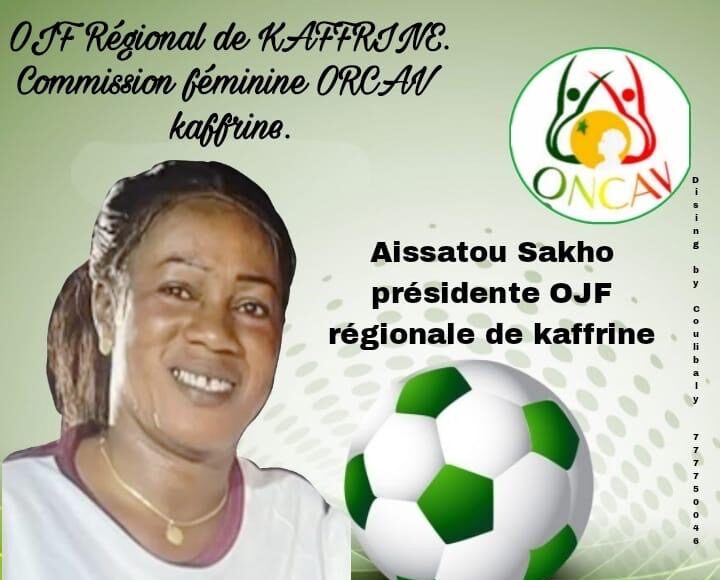 OJF Régional de KAFFRINE.
Commission féminine ORCAV
kaffrine.
ONCAV
Aissatou Sakho
présidente OJF
régionale de kaffrine
Dising by Coulibaly 777750046